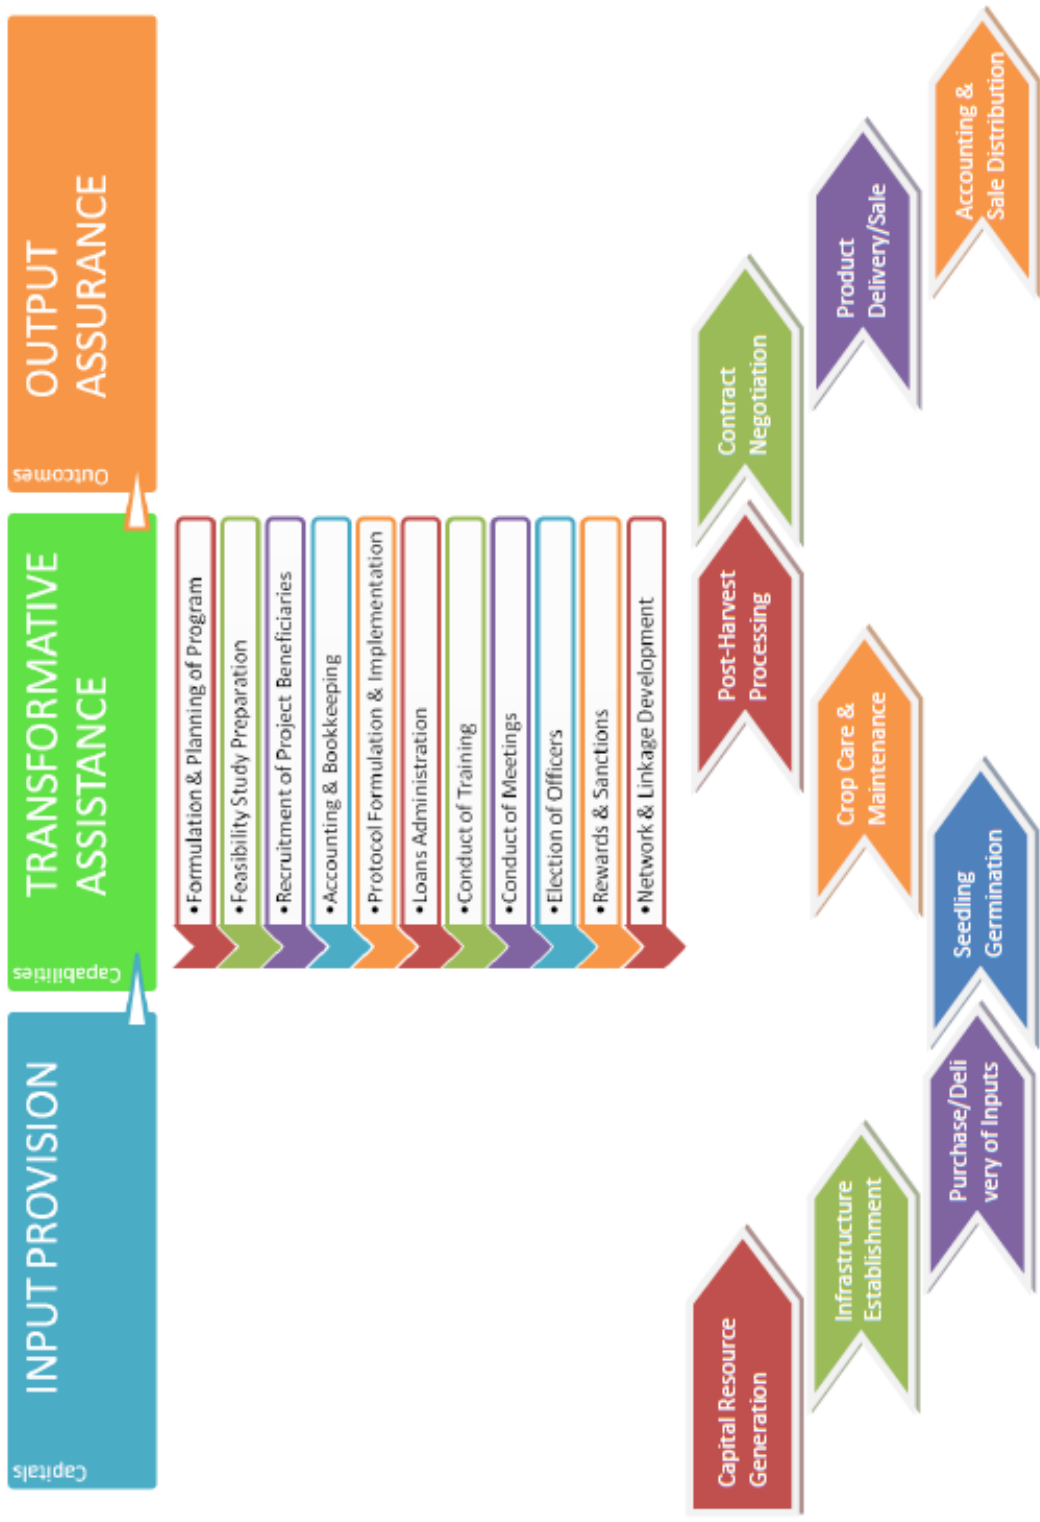 Capitals
INPUT PROVISION
Capabilities
TRANSFORMATIVE
ASSISTANCE
Outcomes
OUTPUT
ASSURANCE
•Formulation & Planning of Program
•Feasibility Study Preparation
•Recruitment of Project Beneficiaries
•Accounting & Bookkeeping
•Protocol Formulation & Implementation
•Loans Administration
•Conduct of Training
•Conduct of Meetings
•Election of Officers
•Rewards & Sanctions
•Network & Linkage Development
Capital Resource
Generation
Infrastructure
Establishment
Purchase/Deli
very of Inputs
Seedling
Germination
Crop Care &
Maintenance
Post-Harvest
Processing
Contract
Negotiation
Product
Delivery/Sale
Accounting &
Sale Distribution